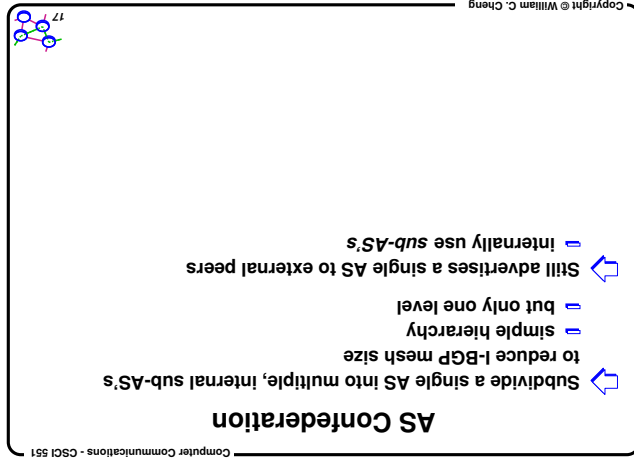 Computer Communications - CSCI 551
AS Confederation
Subdivide a single AS into multiple, internal sub-AS's
to reduce I-BGP mesh size
simple hierarchy
but only one level
Still advertises a single AS to external peers
internally use sub-AS's
17
Copyright © William C. Cheng